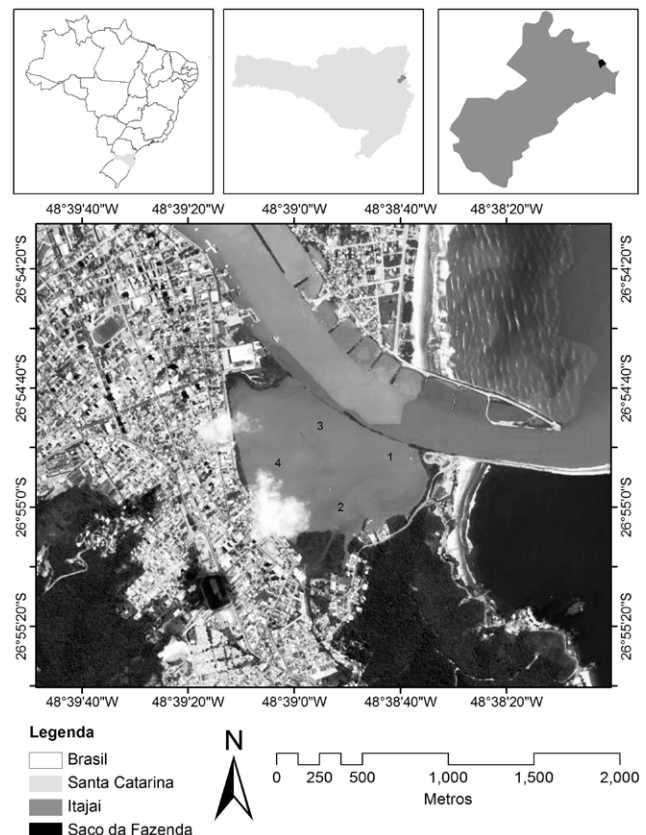 48°39'40"W 48°39'20"W 48°39'0"W 48°38'40"W 48°38'20"W
26°54'20"S 26°54'20"S
26°54'40"S 26°54'40"S
3
1
4
2
26°55'0"S 26°55'0"S
26°55'20"S 26°55'20"S
48°39'40"W 48°39'20"W 48°39'0"W 48°38'40"W 48°38'20"W
Legenda
Brasil
Santa Catarina
Itajai
Saco da Fazenda
N
0 250 500 1,000 1,500 2,000
Metros